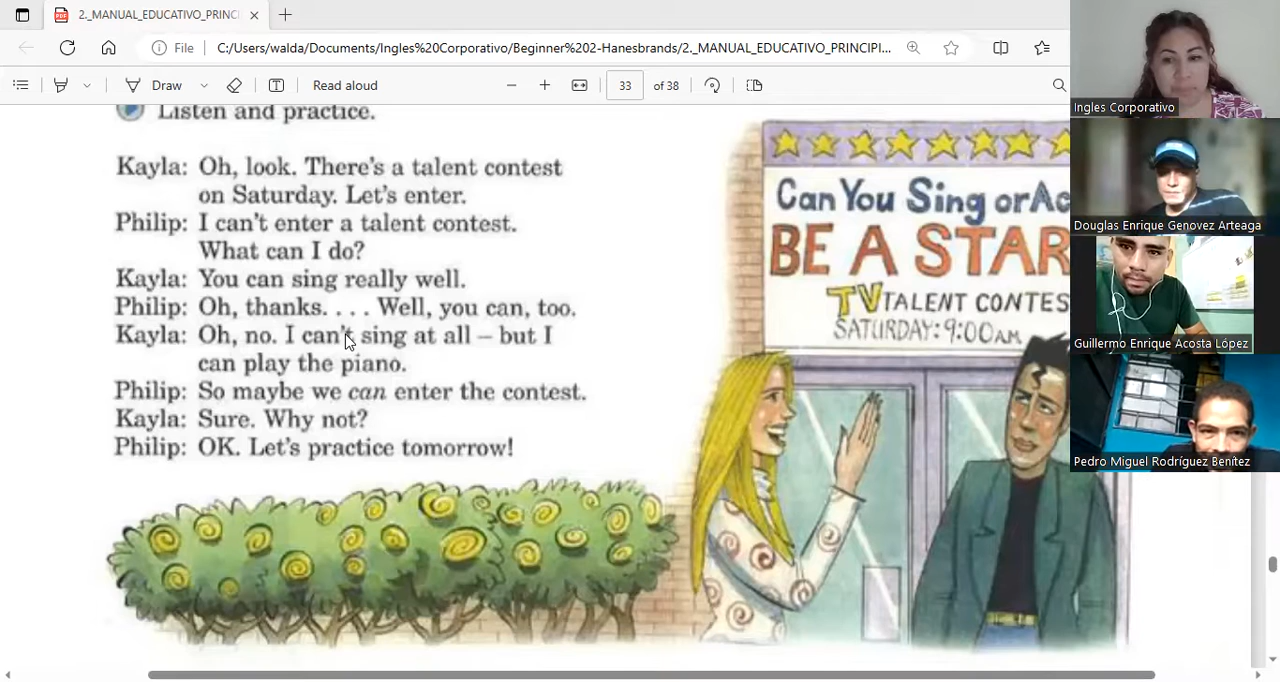 2._MANUAL_EDUCATIVO_PRINCI
File
C:/Users/walda/Documents/Ingles%20Corporativo/Beginner%202-Hanesbrands/2._MANUAL_EDUCATIVO_PRINCIPI...
Draw
Read aloud
33
of 38
Listen and practice.
Kayla: Oh, look. There's a talent contest
on Saturday. Let's enter.
Philip: I can't enter a talent contest.
What can I do?
Kayla: You can sing really well.
Philip: Oh, thanks. . . . Well, you can, too.
Kayla: Oh, no. I can't sing at all – but I
can play the piano.
Philip: So maybe we can enter the contest.
Kayla: Sure. Why not?
Philip: OK. Let's practice tomorrow!
Can You Sing or Ac
BE A STAR
TV TALENT CONTES
SATURDAY: 9:00 AM
Ingles Corporativo
Douglas Enrique Genovez Arteaga
Guillermo Enrique Acosta López
Pedro Miguel Rodríguez Benítez